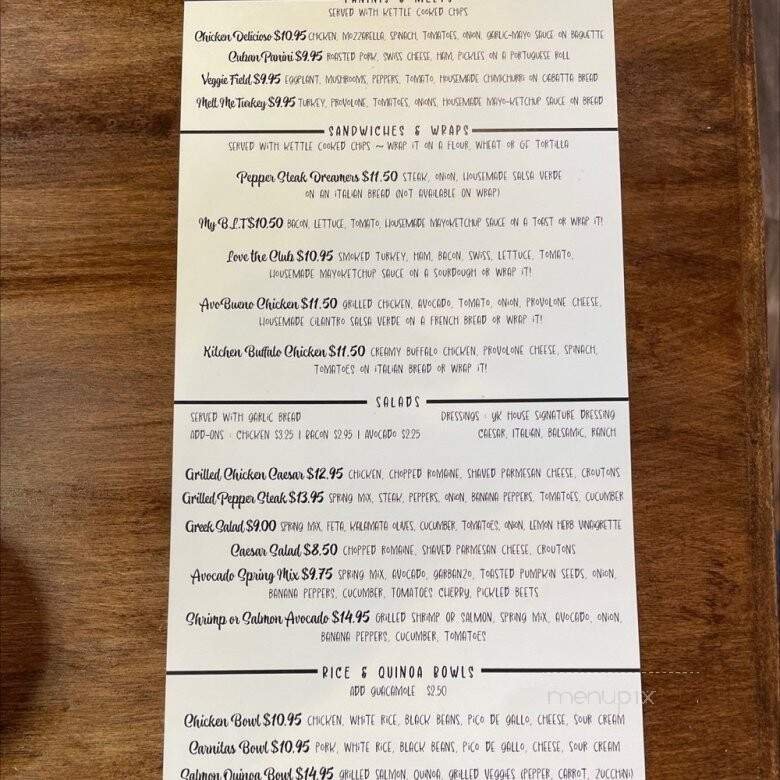 PANINIS & MELTS
SERVED WITH KETTLE COOKED CHIPS
Chicken Delicioso $10.95 CHICKEN, MOZZARELLA, SPINACH, TOMATOES, ONION, GARLIC-MAYO SAUCE ON BAGUETTE
Cuban Panini $9.95 ROASTED PORK, SWISS CHEESE, HAM, PICKLES ON A PORTUGUESE ROLL
Veggie Field $9.95 EGGPLANT, MUSHROOMS, PEPPERS, TOMATO, HOUSEMADE CHIMICHURRI ON CIABATTA BREAD
Melt Me Turkey $9.95 TURKEY, PROVOLONE, TOMATOES, ONIONS, HOUSEMADE MAYO-KETCHUP SAUCE ON BREAD
SANDWICHES & WRAPS
SERVED WITH KETTLE COOKED CHIPS ~ WRAP IT ON A FLOUR, WHEAT OR GF TORTILLA
Pepper Steak Dreamers $11.50 STEAK, ONION, HOUSEMADE SALSA VERDE
ON AN ITALIAN BREAD (NOT AVAILABLE ON WRAP)
My B.L.T $10.50 BACON, LETTUCE, TOMATO, HOUSEMADE MAYOKETCHUP SAUCE ON A TOAST OR WRAP IT!
Love the Club $10.95 SMOKED TURKEY, HAM, BACON, SWISS, LETTUCE, TOMATO,
HOUSEMADE MAYOKETCHUP SAUCE ON A SOURDOUGH OR WRAP IT!
AvoBueno Chicken $11.50 GRILLED CHICKEN, AVOCADO, TOMATO, ONION, PROVOLONE CHEESE,
HOUSEMADE CILANTRO SALSA VERDE ON A FRENCH BREAD OR WRAP IT!
Kitchen Buffalo Chicken $11.50 CREAMY BUFFALO CHICKEN, PROVOLONE CHEESE, SPINACH,
TOMATOES ON ITALIAN BREAD OR WRAP IT!
SALADS
SERVED WITH GARLIC BREAD DRESSINGS : YK HOUSE SIGNATURE DRESSING
ADD-ONS : CHICKEN $3.25 | BACON $2.95 | AVOCADO $2.25 CAESAR, ITALIAN, BALSAMIC, RANCH
Grilled Chicken Caesar $12.95 CHICKEN, CHOPPED ROMAINE, SHAVED PARMESAN CHEESE, CROUTONS
Grilled Pepper Steak $13.95 SPRING MIX, STEAK, PEPPERS, ONION, BANANA PEPPERS, TOMATOES, CUCUMBER
Greek Salad $9.00 SPRING MIX, FETA, KALAMATA OLIVES, CUCUMBER, TOMATOES, ONION, LEMON HERB VINAGRETTE
Caesar Salad $8.50 CHOPPED ROMAINE, SHAVED PARMESAN CHEESE, CROUTONS
Avocado Spring Mix $9.75 SPRING MIX, AVOCADO, GARBANZO, TOASTED PUMPKIN SEEDS, ONION,
BANANA PEPPERS, CUCUMBER, TOMATOES CHERRY, PICKLED BEETS
Shrimp or Salmon Avocado $14.95 GRILLED SHRIMP OR SALMON, SPRING MIX, AVOCADO, ONION,
BANANA PEPPERS, CUCUMBER, TOMATOES
RICE & QUINOA BOWLS
ADD GUACAMOLE $2.50
menupix
Chicken Bowl $10.95 CHICKEN, WHITE RICE, BLACK BEANS, PICO DE GALLO, CHEESE, SOUR CREAM
Carnitas Bowl $10.95 PORK, WHITE RICE, BLACK BEANS, PICO DE GALLO, CHEESE, SOUR CREAM
Salmon Quinoa Bowl $14.95 GRILLED SALMON, QUINOA, GRILLED VEGGIES (PEPPER, CARROT, ZUCCHINI)